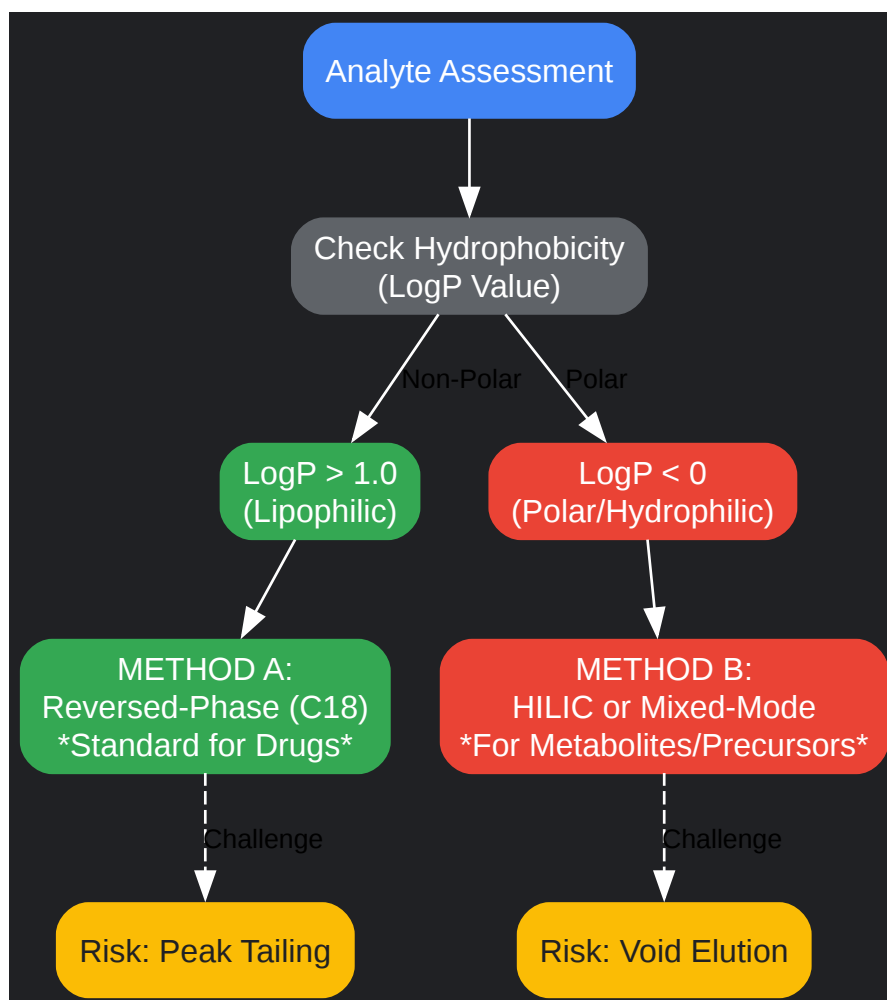 Analyte Assessment
Check Hydrophobicity
(LogP Value)
Non-Polar
Polar
LogP > 1.0
(Lipophilic)
LogP < 0
(Polar/Hydrophilic)
METHOD A:
Reversed-Phase (C18)
*Standard for Drugs*
METHOD B:
HILIC or Mixed-Mode
*For Metabolites/Precursors*
Challenge
Challenge
Risk: Peak Tailing
Risk: Void Elution